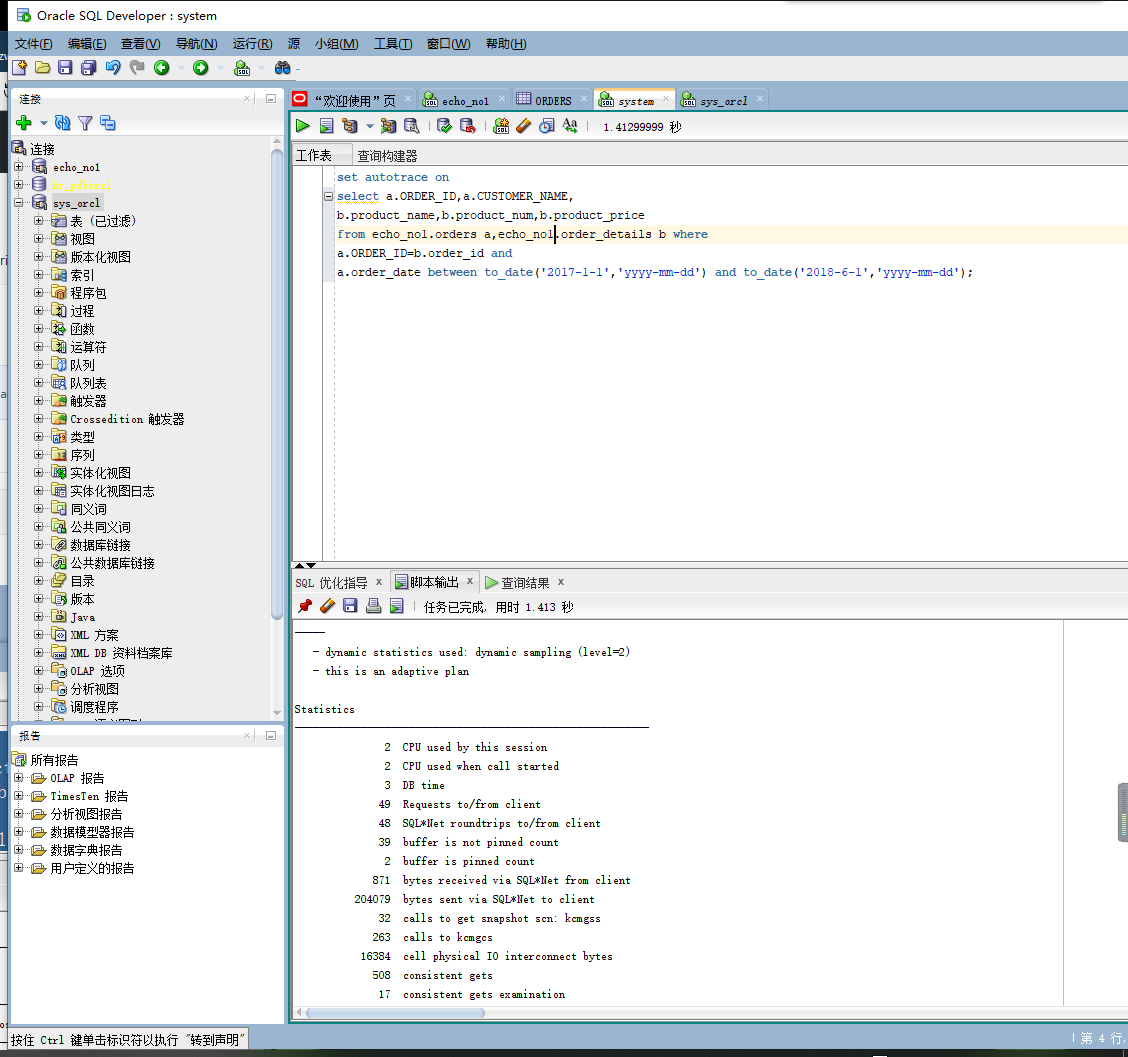 Oracle SQL Developer : system
文件(F) 编辑(E) 查看(V) 导航(N) 运行(R) 源 小组(M) 工具(T) 窗口(W) 帮助(H)
连接
连接
echo_no1
sys_orcl
表 (已过滤)
视图
版本化视图
索引
程序包
过程
函数
运算符
队列
队列表
触发器
Crossedition 触发器
类型
序列
实体化视图
实体化视图日志
同义词
公共同义词
数据库链接
公共数据库链接
目录
版本
Java
XML 方案
XML DB 资料档案库
OLAP 选项
分析视图
调度程序
报告
所有报告
OLAP 报告
TimesTen 报告
分析视图报告
数据模型器报告
数据字典报告
用户定义的报告
“欢迎使用”页 echo_no1 ORDERS system sys_orcl
1.41299999 秒
工作表 查询构建器
set autotrace on
select a.ORDER_ID,a.CUSTOMER_NAME,
b.product_name,b.product_num,b.product_price
from echo_no1.orders a,echo_no1.order_details b where
a.ORDER_ID=b.order_id and
a.order_date between to_date('2017-1-1','yyyy-mm-dd') and to_date('2018-6-1','yyyy-mm-dd');
SQL 优化指导 脚本输出 查询结果
任务已完成, 用时 1.413 秒
-----
- dynamic statistics used: dynamic sampling (level=2)
- this is an adaptive plan
Statistics
-----------------------------------------------------------
2 CPU used by this session
2 CPU used when call started
3 DB time
49 Requests to/from client
48 SQL*Net roundtrips to/from client
39 buffer is not pinned count
2 buffer is pinned count
871 bytes received via SQL*Net from client
204079 bytes sent via SQL*Net to client
32 calls to get snapshot scn: kcmgss
263 calls to kcmgcs
16384 cell physical IO interconnect bytes
508 consistent gets
17 consistent gets examination
按住 Ctrl 键单击标识符以执行 "转到声明"
第 4 行,